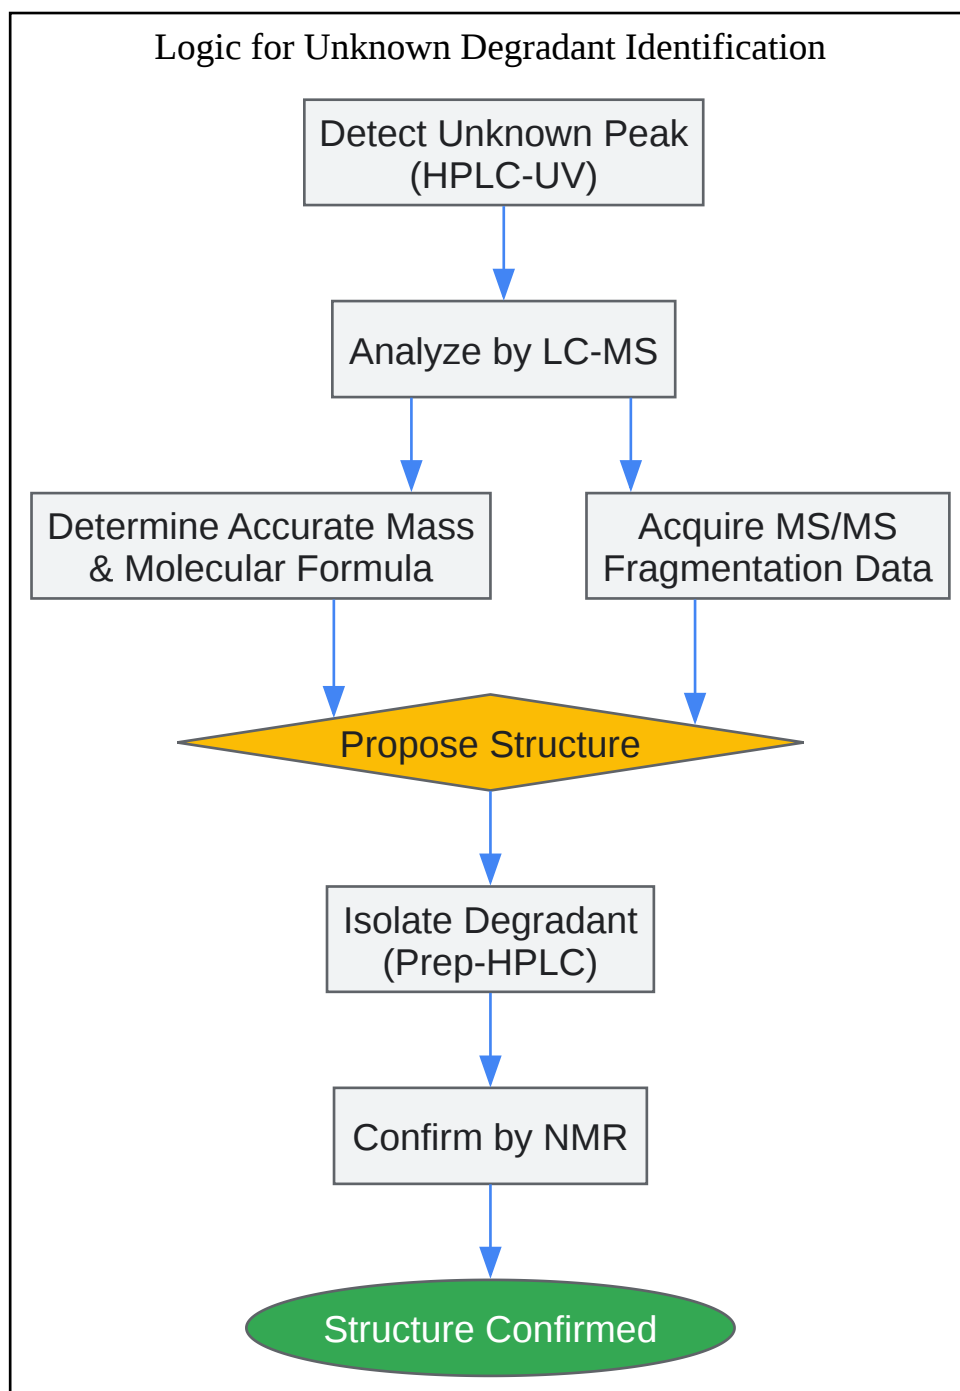 Logic for Unknown Degradant Identification
Detect Unknown Peak
(HPLC-UV)
Analyze by LC-MS
Determine Accurate Mass
& Molecular Formula
Acquire MS/MS
Fragmentation Data
Propose Structure
Isolate Degradant
(Prep-HPLC)
Confirm by NMR
Structure Confirmed